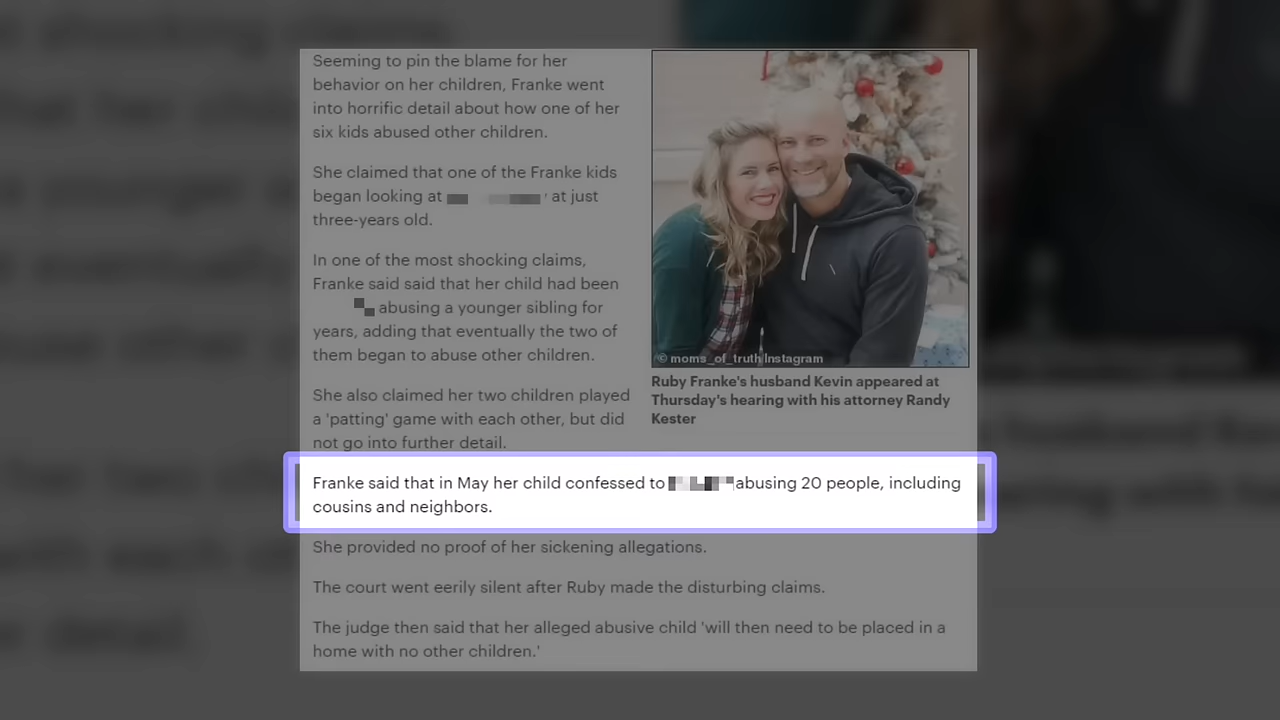 Seeming to pin the blame for her
behavior on her children, Franke went
into horrific detail about how one of her
six kids abused other children.
She claimed that one of the Franke kids
began looking at at just
three-years old.
In one of the most shocking claims,
Franke said said that her child had been
abusing a younger sibling for
years, adding that eventually the two of
them began to abuse other children.
She also claimed her two children played
a 'patting' game with each other, but did
not go into further detail.
© moms_of_truth/Instagram
Ruby Franke's husband Kevin appeared at
Thursday's hearing with his attorney Randy
Kester
Franke said that in May her child confessed to abusing 20 people, including
cousins and neighbors.
She provided no proof of her sickening allegations.
The court went eerily silent after Ruby made the disturbing claims.
The judge then said that her alleged abusive child 'will then need to be placed in a
home with no other children.'